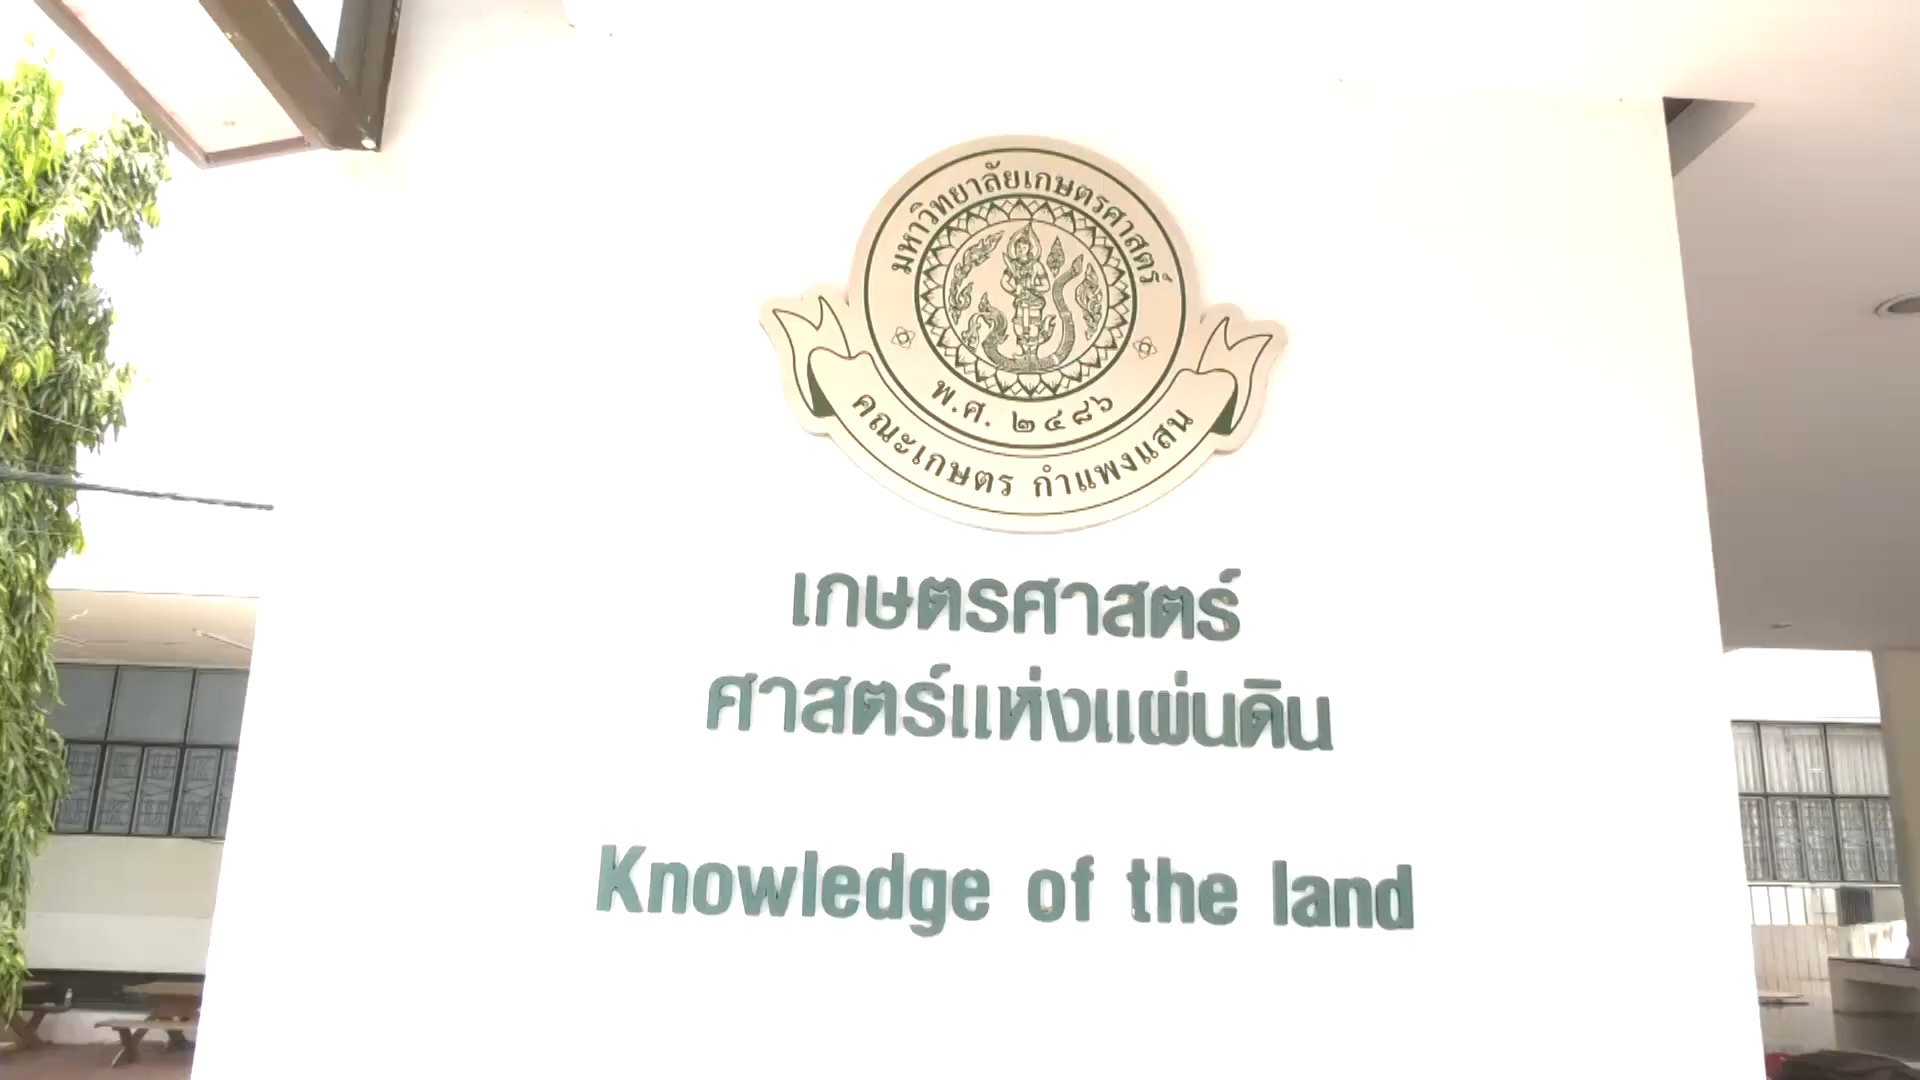 มหาวิทยาลัยเกษตรศาสตร์
พ.ศ. ๒๔๘๖
คณะเกษตร กำแพงแสน
เกษตรศาสตร์
ศาสตร์แห่งแผ่นดิน
Knowledge of the land